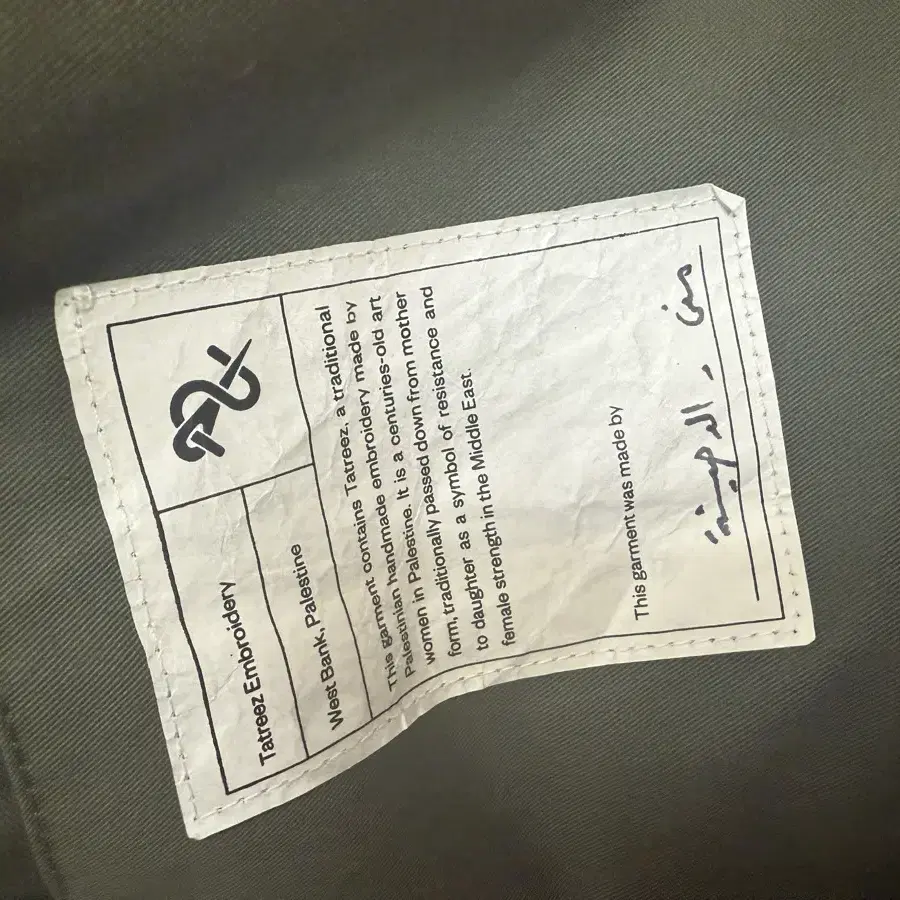 Tatreez Embroidery
West Bank, Palestine
This garment contains Tatreez, a traditional
Palestinian handmade embroidery made by
women in Palestine. It is a centuries-old art
form, traditionally passed down from mother
to daughter as a symbol of resistance and
female strength in the Middle East.
This garment was made by
منى -